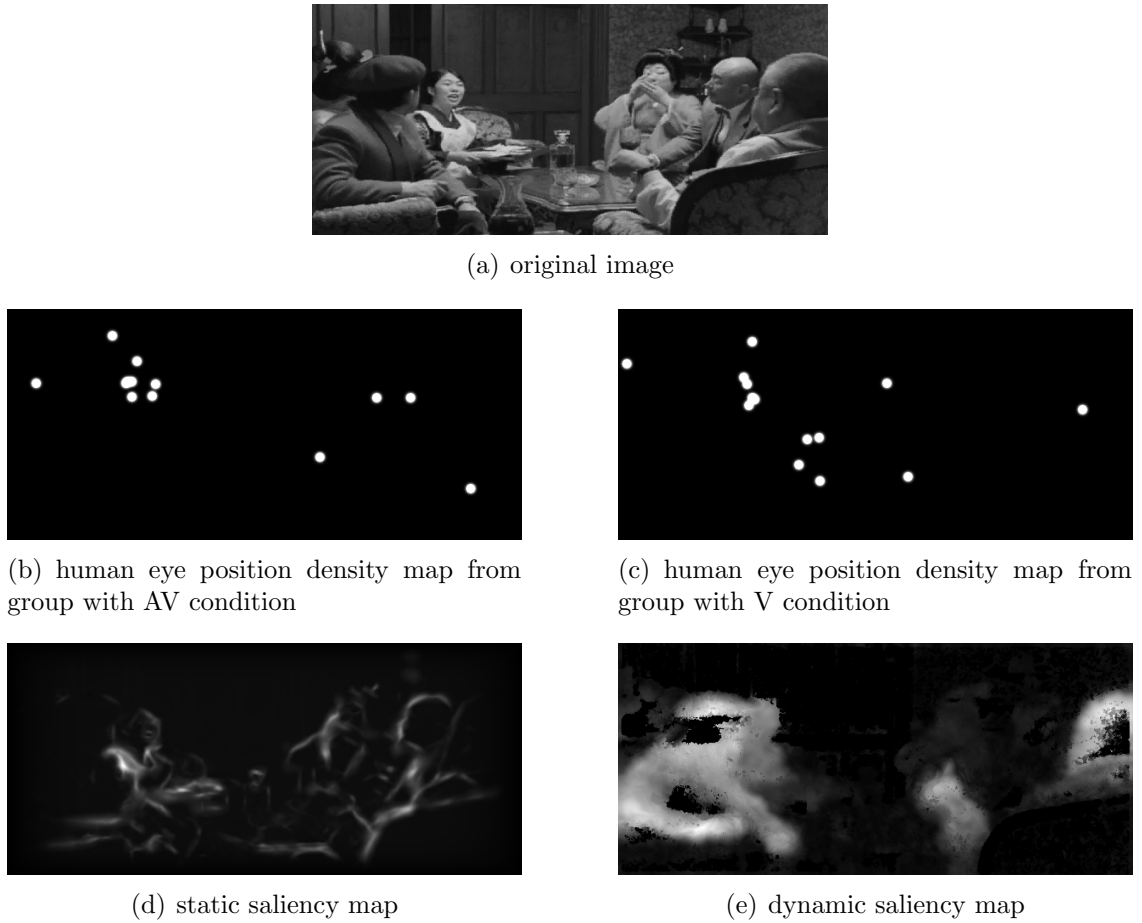 (a) original image
(b) human eye position density map from
group with AV condition
(c) human eye position density map from
group with V condition
(d) static saliency map
(e) dynamic saliency map